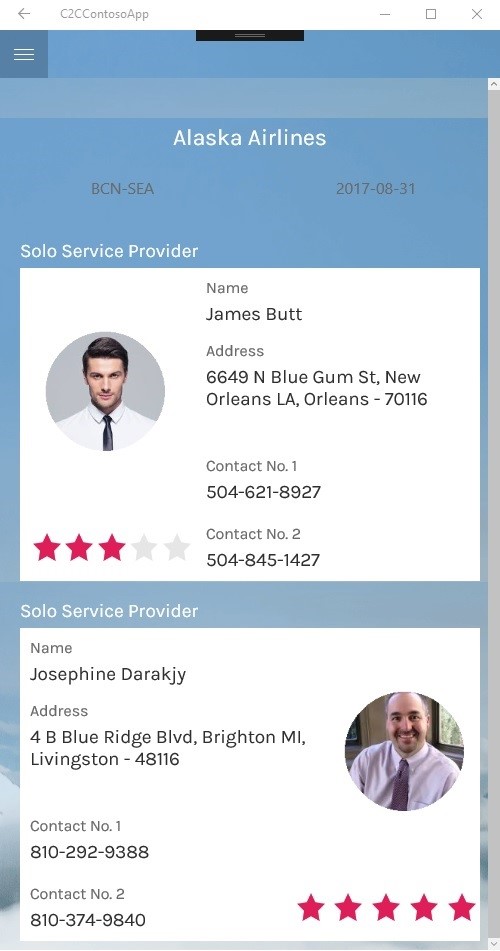 C2CContosoApp
Alaska Airlines
BCN-SEA 2017-08-31
Solo Service Provider
Name
James Butt
Address
6649 N Blue Gum St, New
Orleans LA, Orleans - 70116
Contact No. 1
504-621-8927
Contact No. 2
504-845-1427
Solo Service Provider
Name
Josephine Darakjy
Address
4 B Blue Ridge Blvd, Brighton MI,
Livingston - 48116
Contact No. 1
810-292-9388
Contact No. 2
810-374-9840